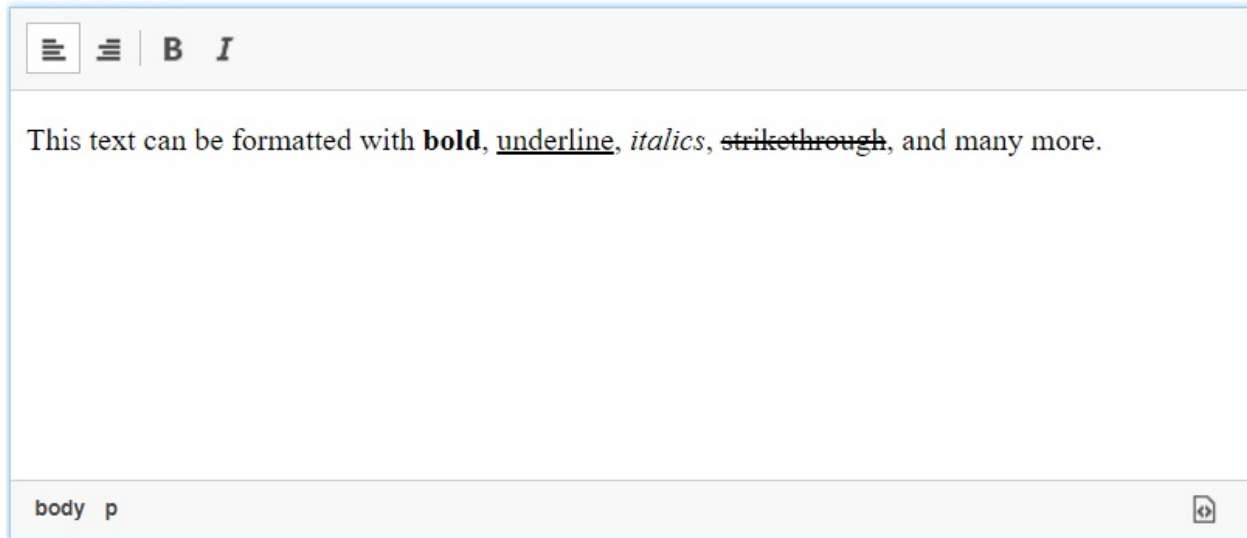 B I
This text can be formatted with bold, underline, italics, strikethrough, and many more.
body p